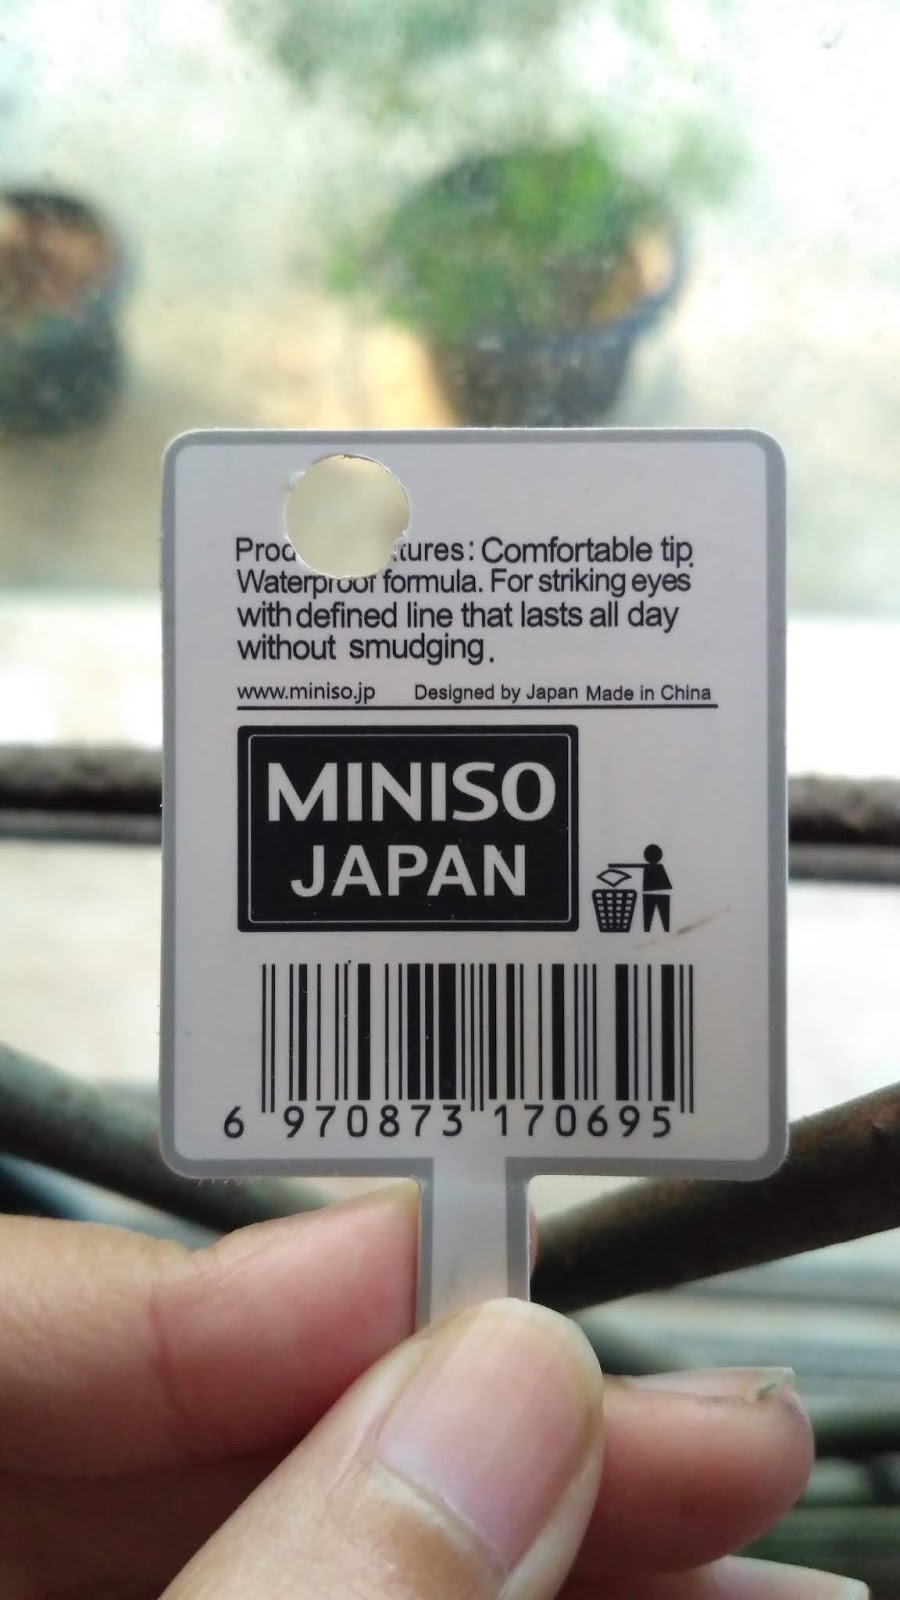 Prod tures: Comfortable tip.
Waterproof formula. For striking eyes
with defined line that lasts all day
without smudging.
www.miniso.jp Designed by Japan Made in China
MINISO
JAPAN
6 970873 170695